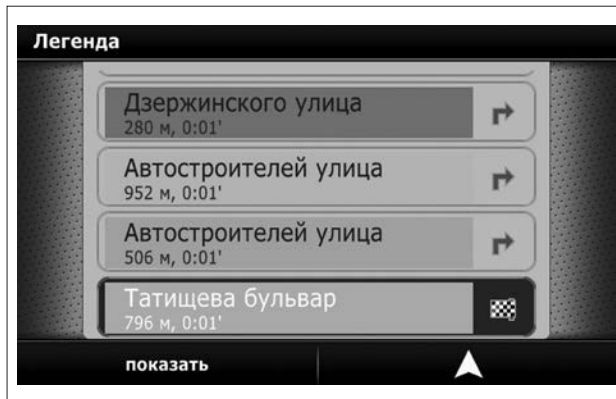 Легенда
Дзержинского улица
280 м, 0:01'
Автостроителей улица
952 м, 0:01'
Автостроителей улица
506 м, 0:01'
Татищева бульвар
796 м, 0:01'
показать